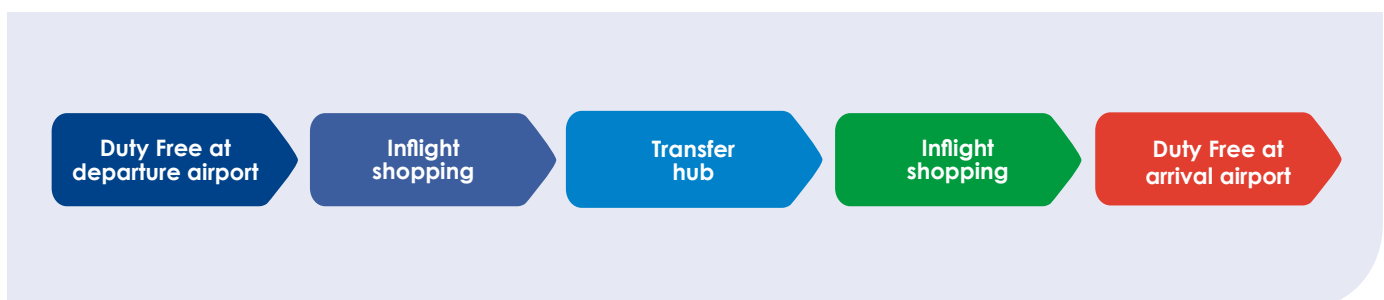 Duty Free at
departure airport
Inflight
shopping
Transfer
hub
Inflight
shopping
Duty Free at
arrival airport